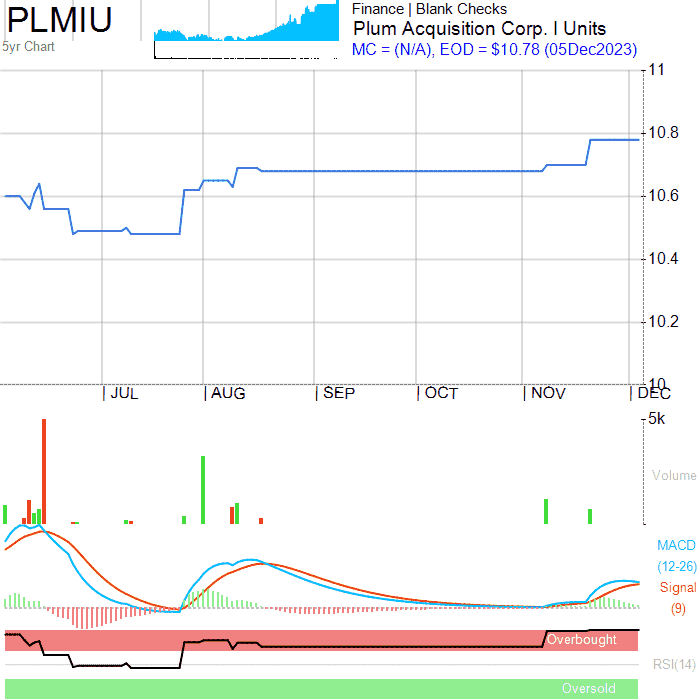 PLMIU
5yr Chart
Finance | Blank Checks
Plum Acquisition Corp. I Units
MC = (N/A), EOD = $10.78 (05Dec2023)
11
10.8
10.6
10.4
10.2
10
JUL
AUG
SEP
OCT
NOV
DEC
5k
Volume
MACD
(12-26)
Signal
(9)
Overbought
RSI(14)
Oversold